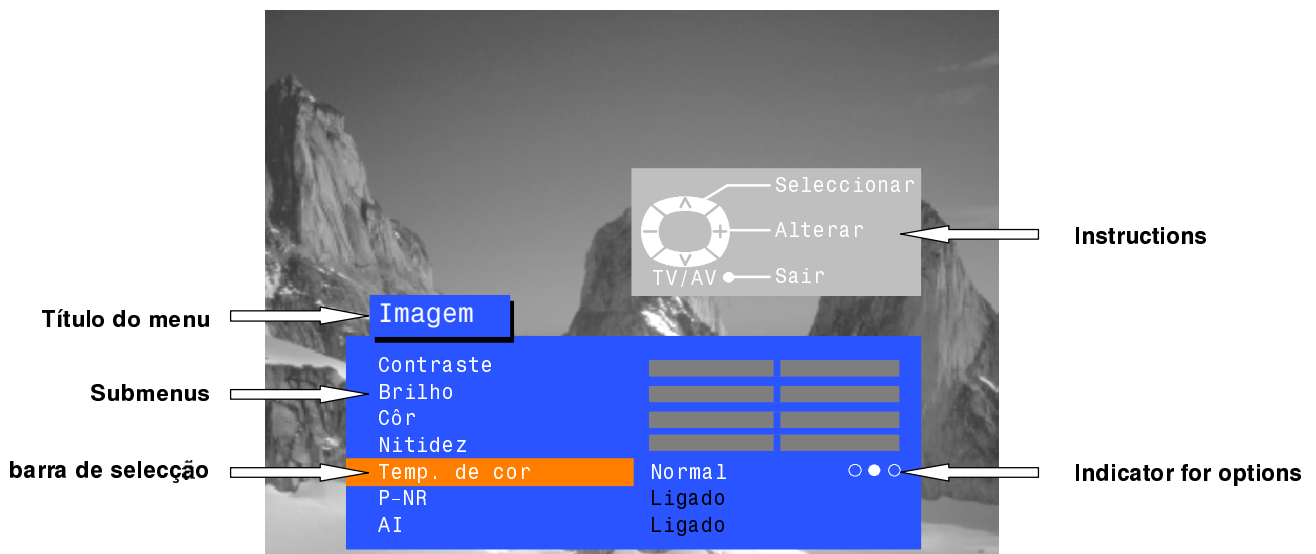 Seleccionar
Alterar
Instructions
TV/AV Sair
Título do menu
Imagem
Contraste
Submenus
Brilho
Côr
Nitidez
barra de selecção
Temp. de cor
Normal
Indicator for options
P-NR
Ligado
AI
Ligado